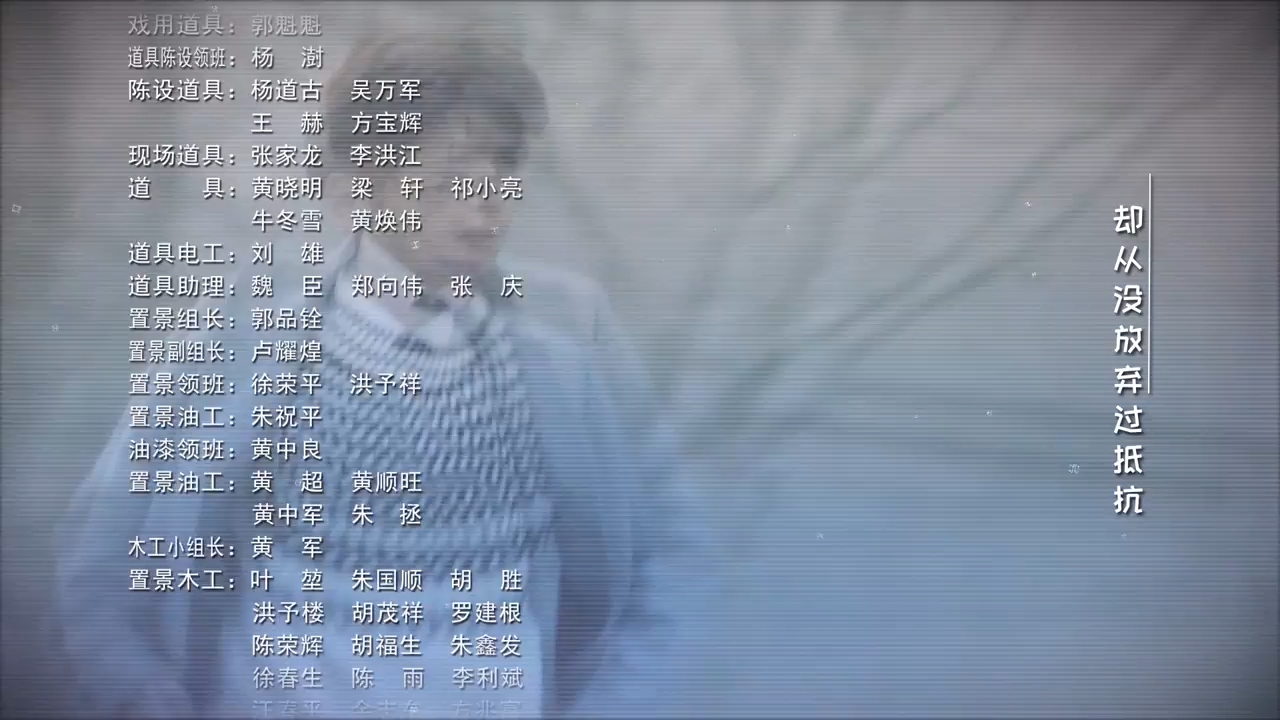 戏用道具：郭魁魁
道具陈设领班：杨　澍
陈设道具：杨道古　吴万军
王　赫　方宝辉
现场道具：张家龙　李洪江
道　　具：黄晓明　梁　轩　祁小亮
牛冬雪　黄焕伟
道具电工：刘　雄
道具助理：魏　臣　郑向伟　张　庆
置景组长：郭品铨
置景副组长：卢耀煌
置景领班：徐荣平　洪予祥
置景油工：朱祝平
油漆领班：黄中良
置景油工：黄　超　黄顺旺
黄中军　朱　拯
木工小组长：黄　军
置景木工：叶　堃　朱国顺　胡　胜
洪予楼　胡茂祥　罗建根
陈荣辉　胡福生　朱鑫发
徐春生　陈　雨　李利斌
却从没放弃过抵抗